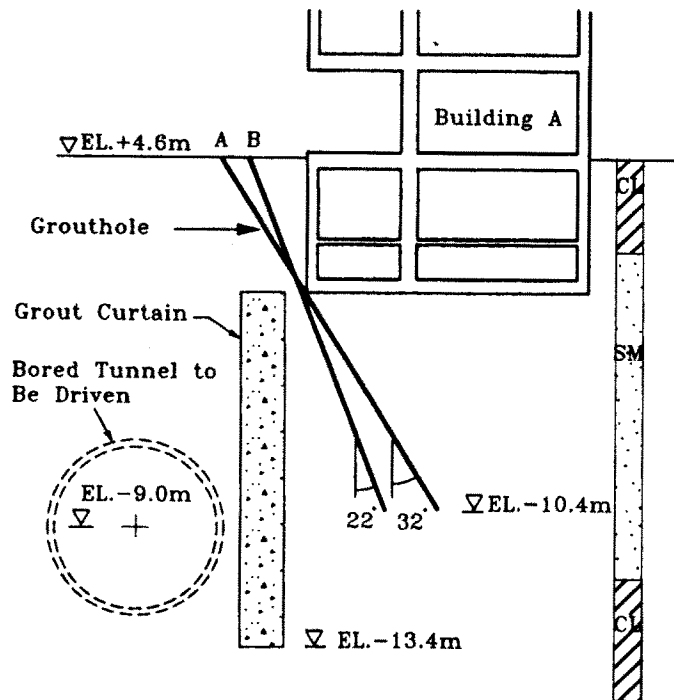 Building A
EL.+4.6m
A B
CL
Grouthole
Grout Curtain
SM
Bored Tunnel to
Be Driven
EL.-9.0m
EL.-10.4m
22° 32°
CL
EL.-13.4m